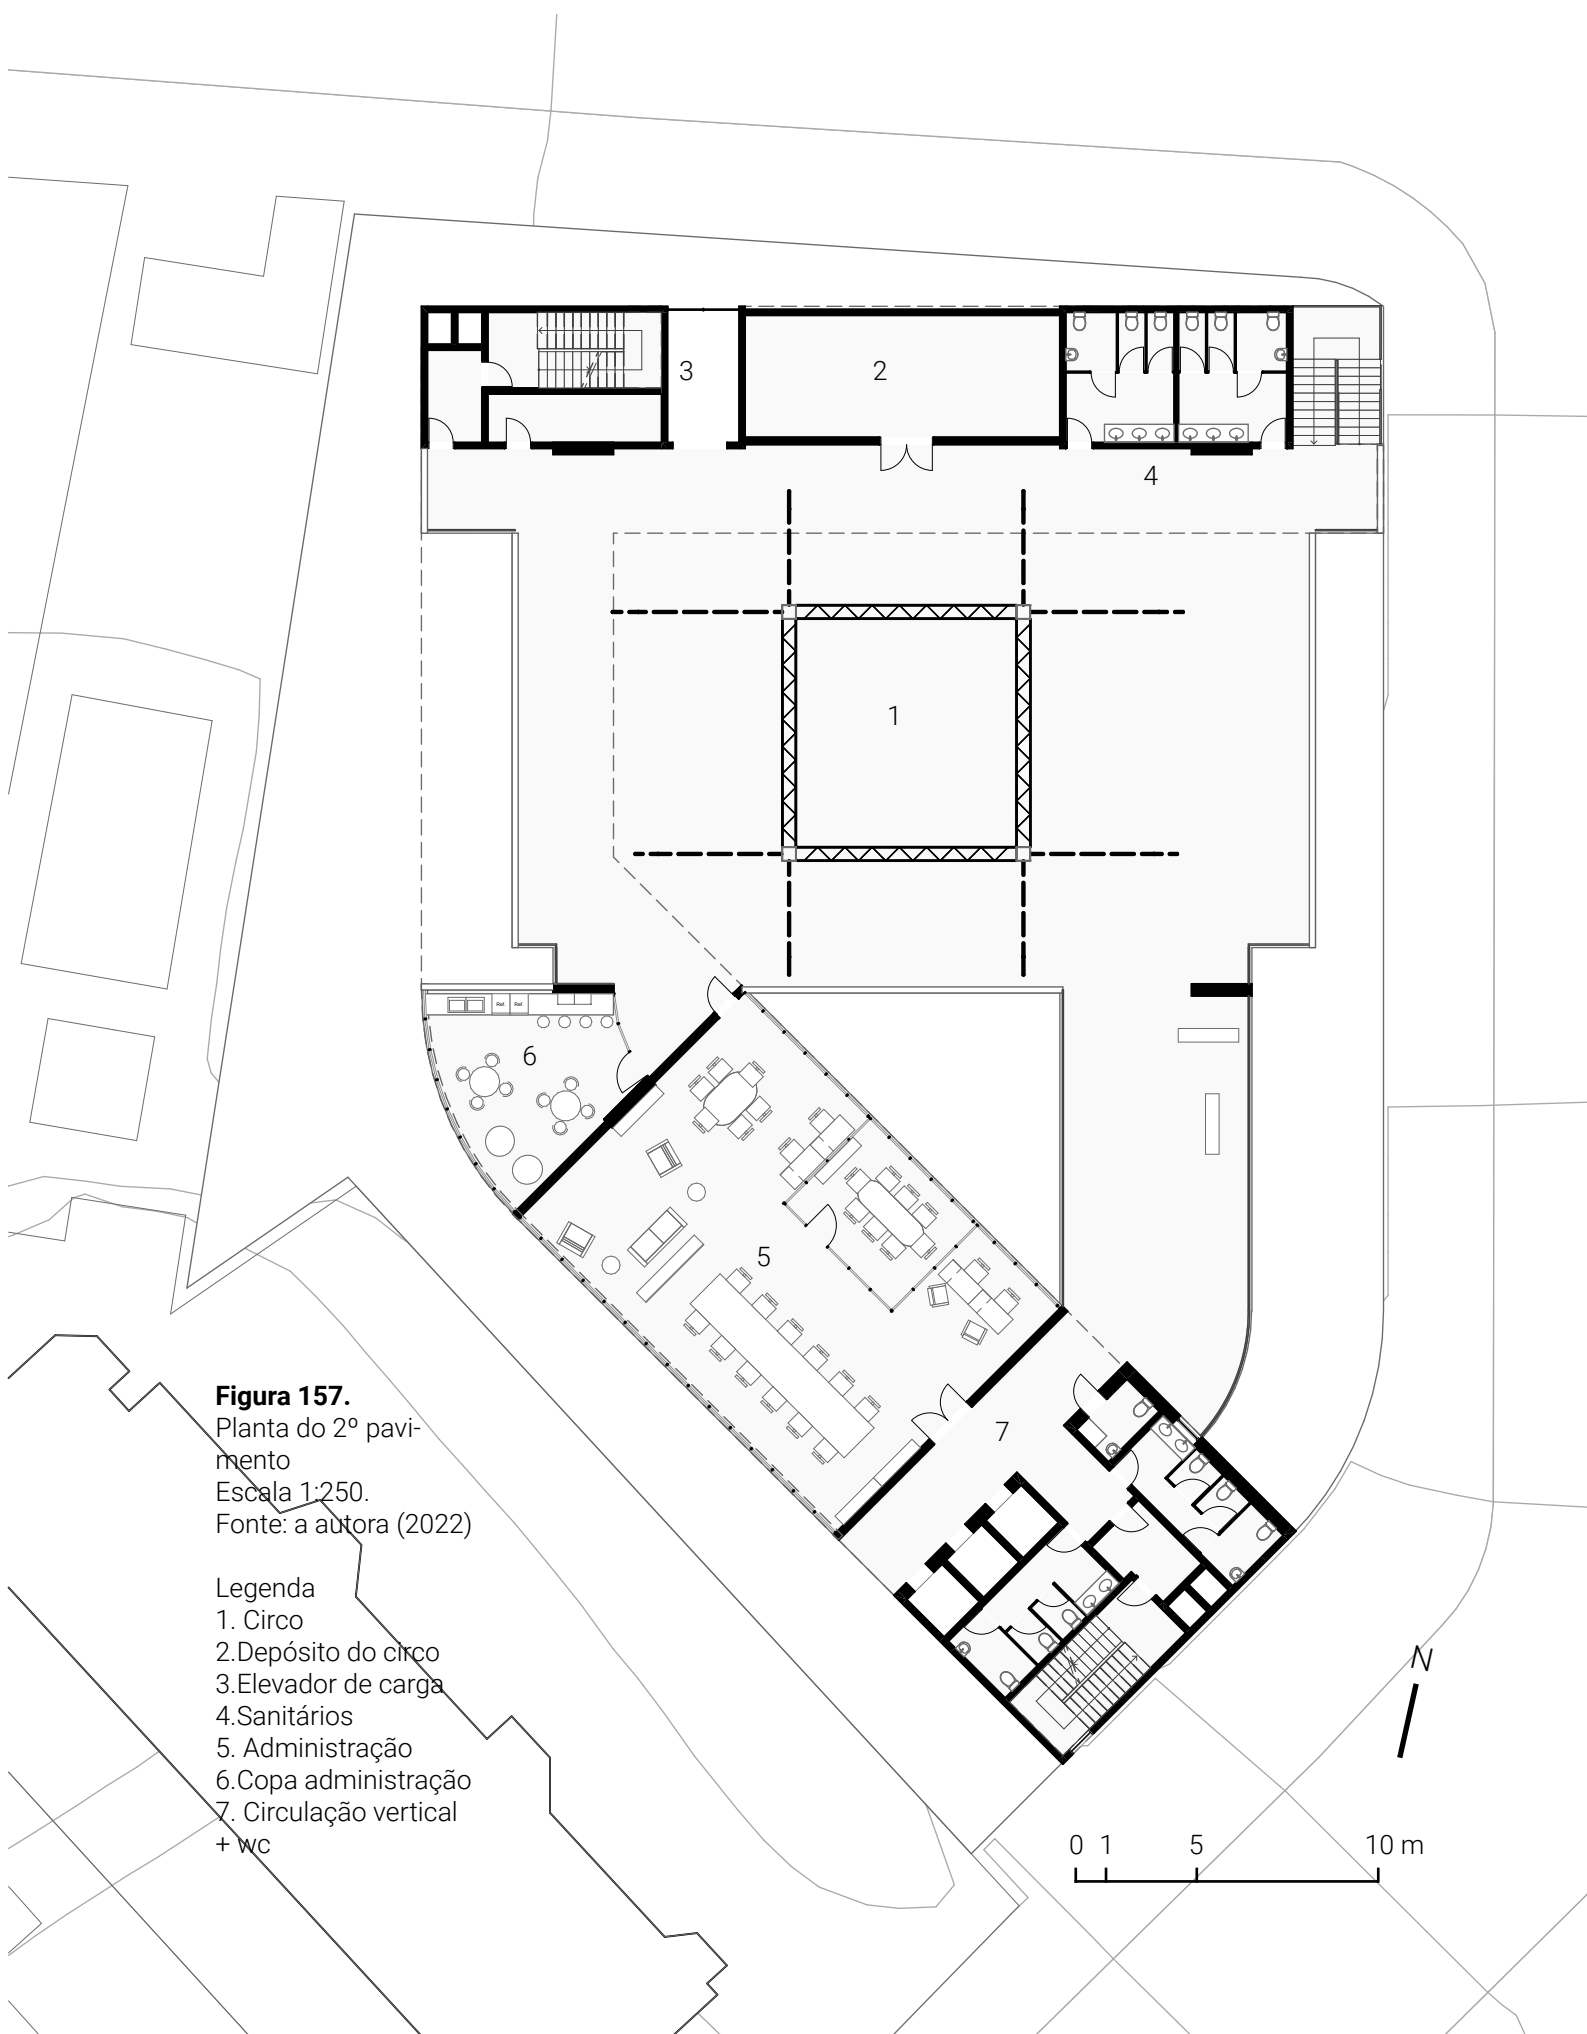 3
2
4
1
Ref. Ref.
6
5
7
Figura 157.
Planta do 2º pavi-
mento
Escala 1:250.
Fonte: a autora (2022)
Legenda
1. Circo
2.Depósito do circo
3.Elevador de carga
4.Sanitários
5. Administração
6.Copa administração
7. Circulação vertical
+ wc
N
0 1 5 10 m